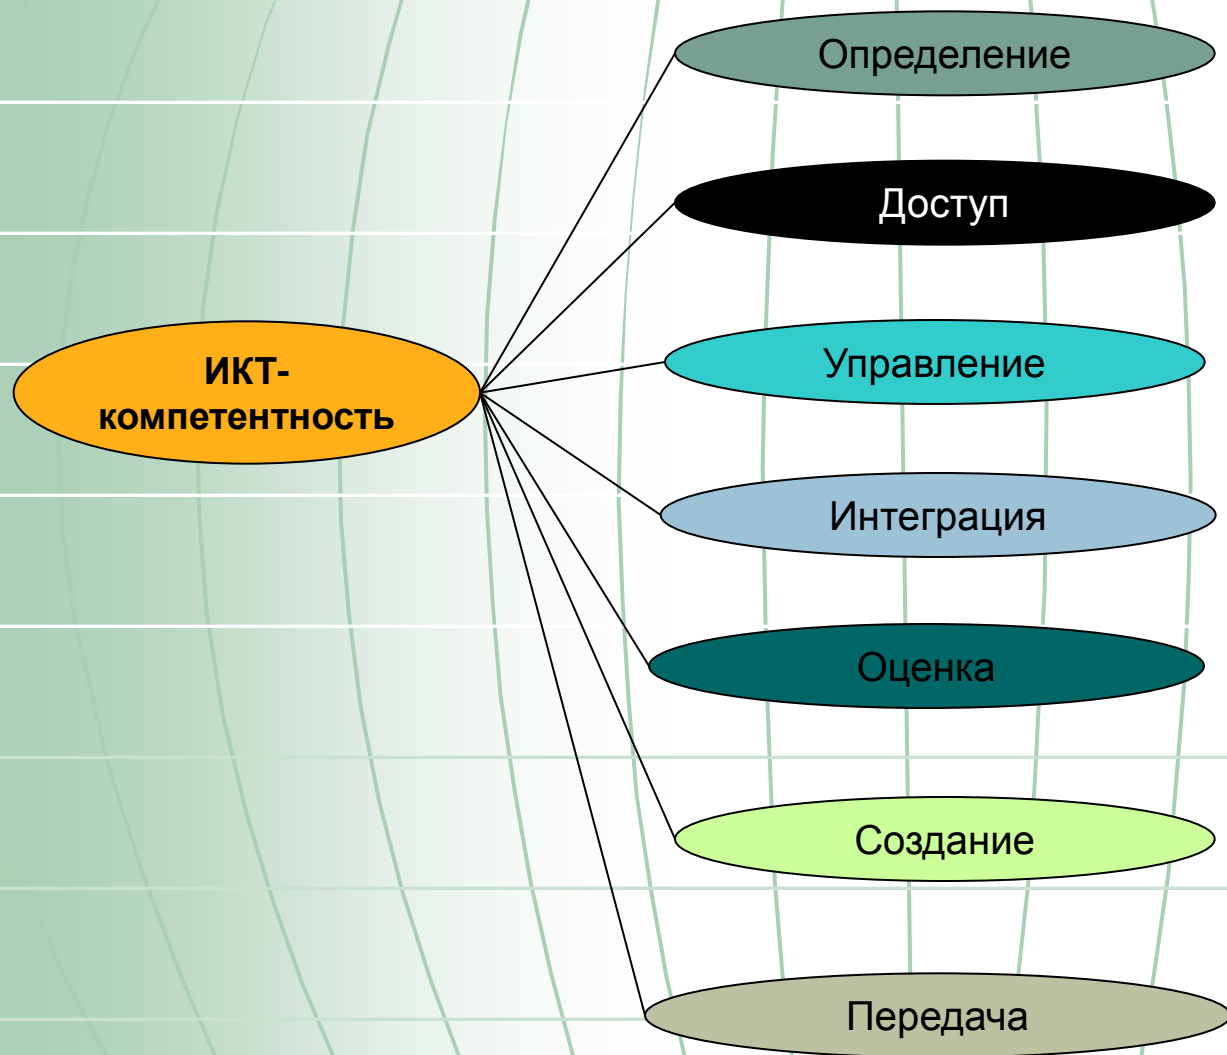 Определение
Доступ
ИКТ-
компетентность
Управление
Интеграция
Оценка
Создание
Передача